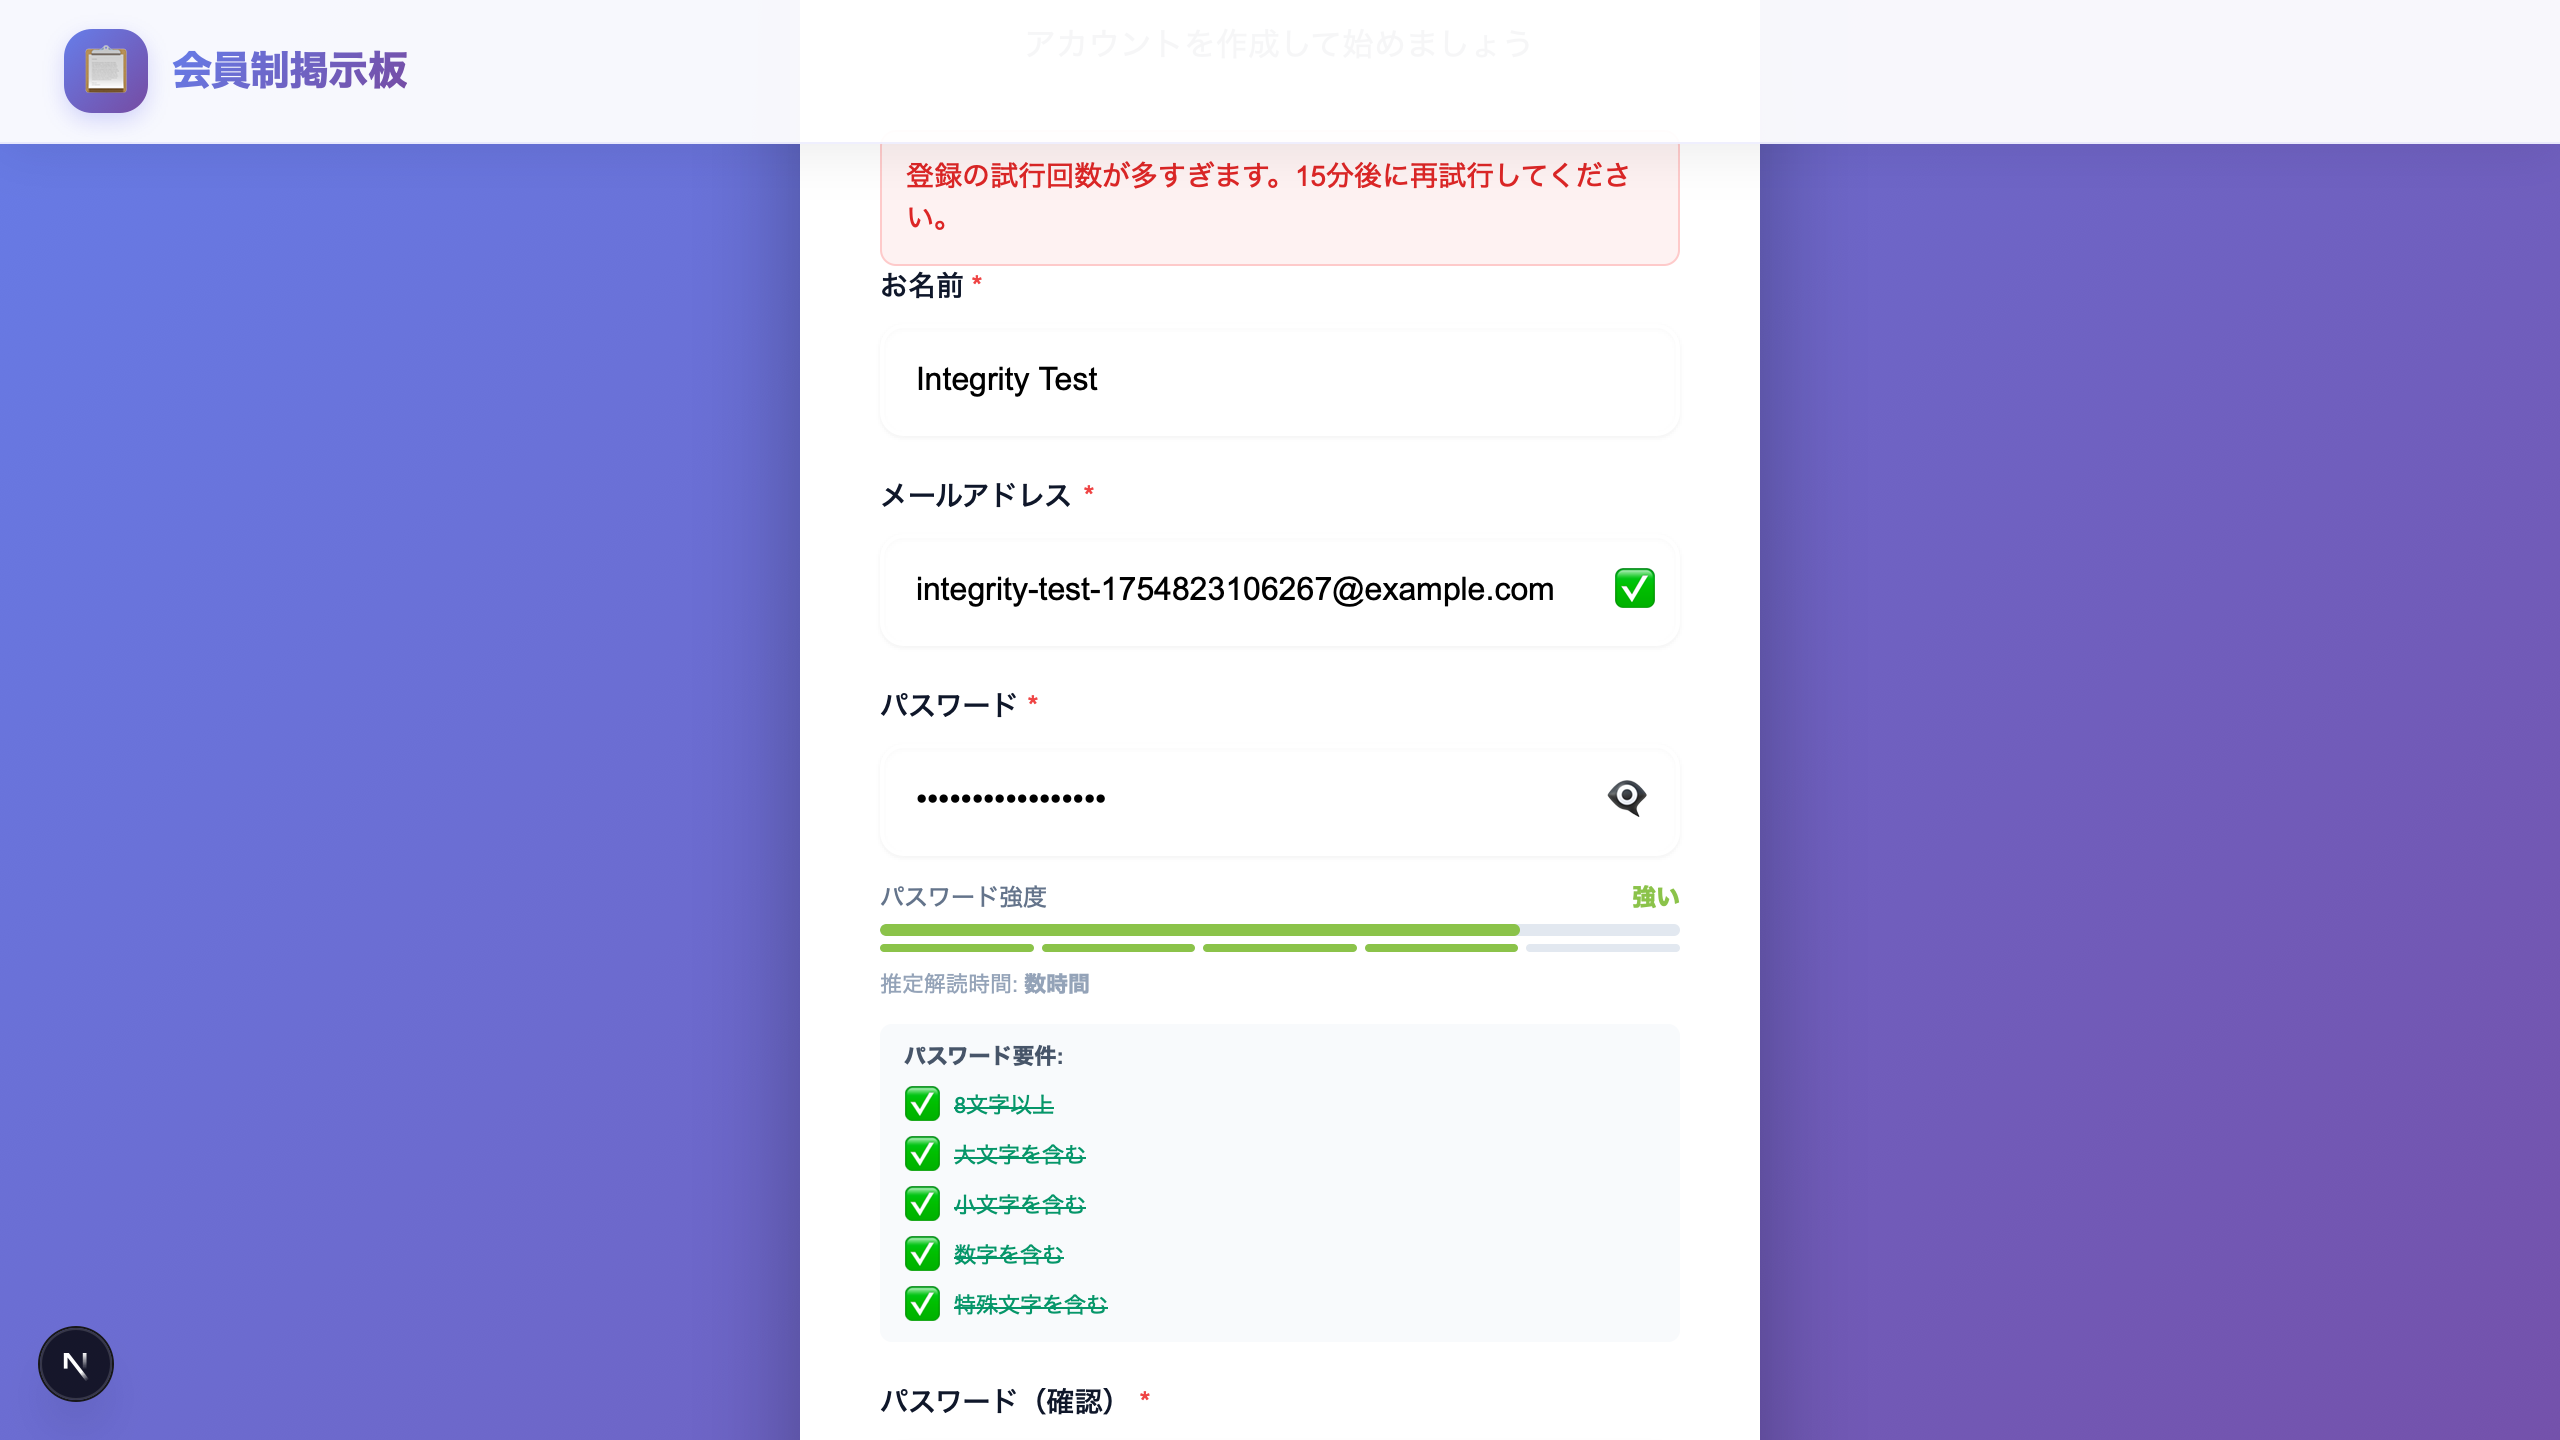 会員制掲示板
アカウントを作成して始めましょう
登録の試行回数が多すぎます。15分後に再試行してくださ
い。
お名前 *
Integrity Test
メールアドレス *
integrity-test-1754823106267@example.com
パスワード *
•••••••••••••••••
パスワード強度
強い
推定解読時間: 数時間
パスワード要件:
8文字以上
大文字を含む
小文字を含む
数字を含む
特殊文字を含む
パスワード（確認） *
N